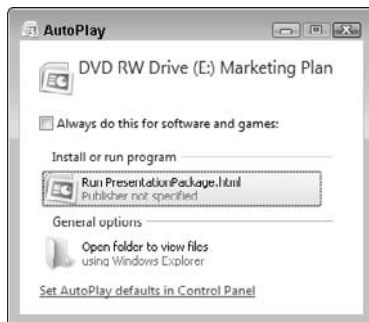 AutoPlay
DVD RW Drive (E:) Marketing Plan
Always do this for software and games:
Install or run program
Run PresentationPackage.html
Publisher not specified
General options
Open folder to view files
using Windows Explorer
Set AutoPlay defaults in Control Panel